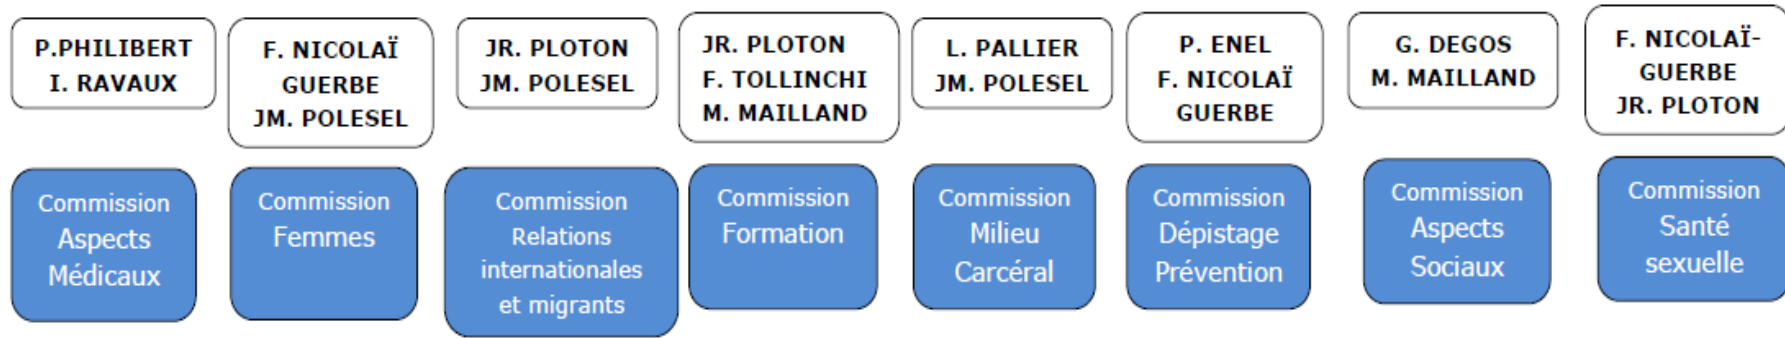 P.PHILIBERT
I. RAVAUX
F. NICOLAÏ
GUERBE
JM. POLESEL
JR. PLOTON
JM. POLESEL
JR. PLOTON
F. TOLLINCHI
M. MAILLAND
L. PALLIER
JM. POLESEL
P. ENEL
F. NICOLAÏ
GUERBE
G. DEGOS
M. MAILLAND
F. NICOLAÏ-
GUERBE
JR. PLOTON
Commission
Aspects
Médicaux
Commission
Femmes
Commission
Relations
internationales
et migrants
Commission
Formation
Commission
Milieu
Carcéral
Commission
Dépistage
Prévention
Commission
Aspects
Sociaux
Commission
Santé
sexuelle